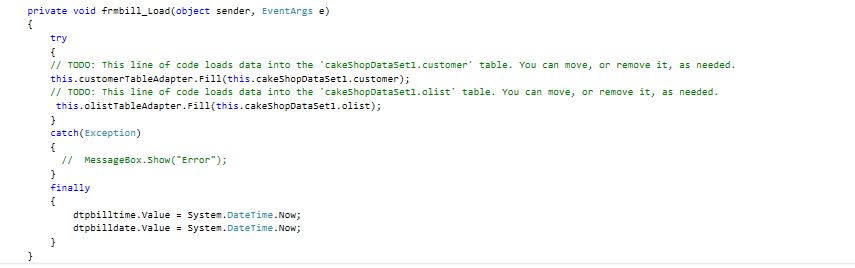 private void frmbill_Load(object sender, EventArgs e)
{
try
{
// TODO: This line of code loads data into the 'cakeShopDataSet1.customer' table. You can move, or remove it, as needed.
this.customerTableAdapter.Fill(this.cakeShopDataSet1.customer);
// TODO: This line of code loads data into the 'cakeShopDataSet1.olist' table. You can move, or remove it, as needed.
this.olistTableAdapter.Fill(this.cakeShopDataSet1.olist);
}
catch(Exception)
{
//  MessageBox.Show("Error");
}
finally
{
dtpbilltime.Value = System.DateTime.Now;
dtpbilldate.Value = System.DateTime.Now;
}
}